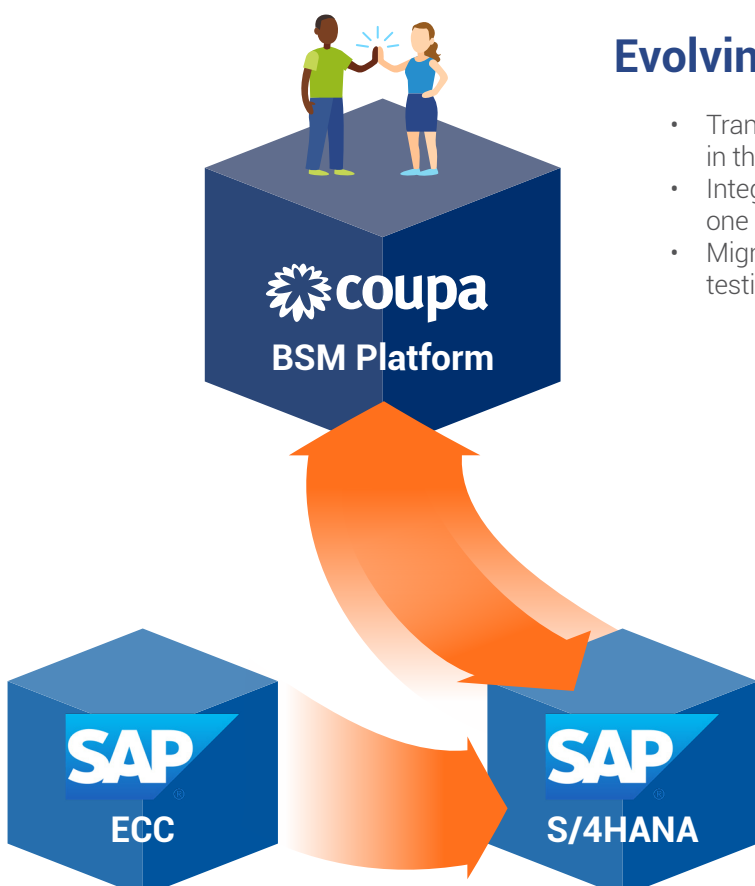 Evolvin
• Tran
in th
• Integ
one
• Migr
testi
coupa
BSM Platform
SAP
®
ECC
SAP
®
S/4HANA